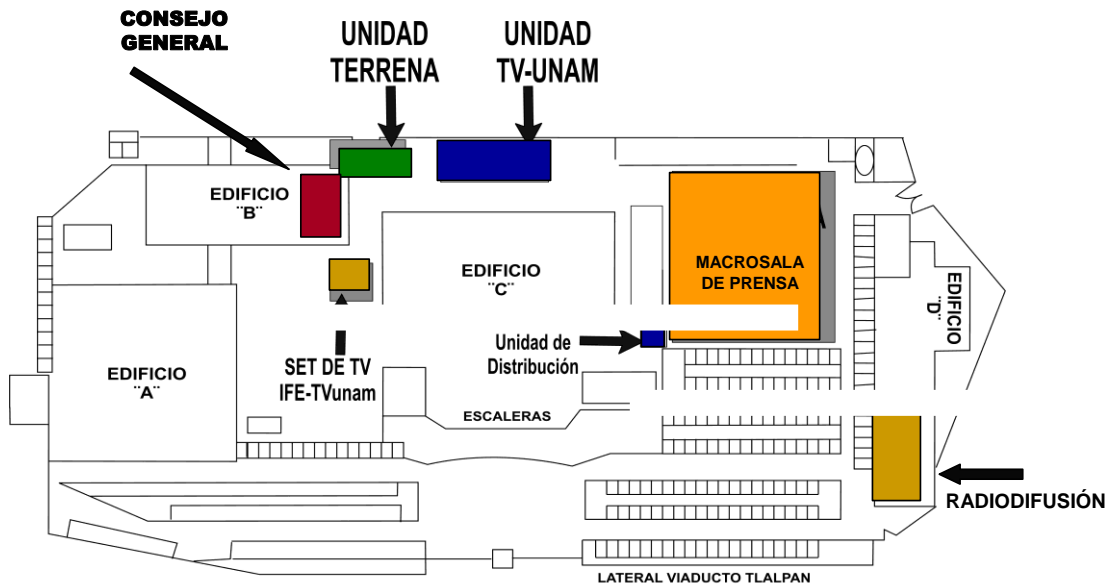 CONSEJO
GENERAL
UNIDAD
TERRENA
UNIDAD
TV-UNAM
EDIFICIO
¨B¨
EDIFICIO
¨C¨
MACROSALA
DE PRENSA
EDIFICIO
¨D¨
Unidad de
Distribución
SET DE TV
IFE-TVunam
EDIFICIO
¨A¨
ESCALERAS
RADIODIFUSIÓN
LATERAL VIADUCTO TLALPAN